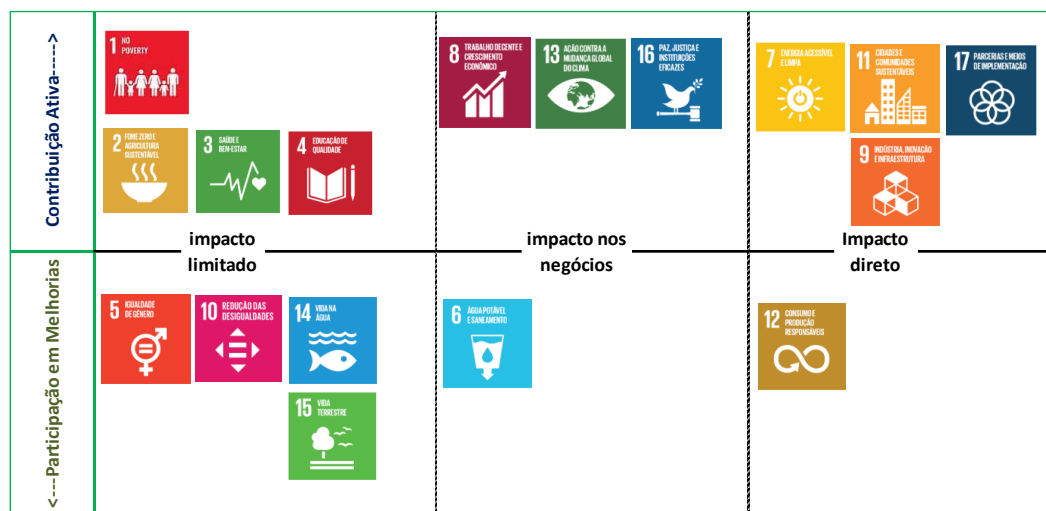 Contribuição Ativa----->
1 NO
POVERTY
2 FOME ZERO E
AGRICULTURA
SUSTENTÁVEL
3 SAÚDE E
BEM-ESTAR
4 EDUCAÇÃO DE
QUALIDADE
8 TRABALHO DECENTE E
CRESCIMENTO
ECONÔMICO
13 AÇÃO CONTRA A
MUDANÇA GLOBAL
DO CLIMA
16 PAZ, JUSTIÇA E
INSTITUIÇÕES
EFICAZES
7 ENERGIA ACESSÍVEL
E LIMPA
11 CIDADES E
COMUNIDADES
SUSTENTÁVEIS
17 PARCERIAS E MEIOS
DE IMPLEMENTAÇÃO
9 INDÚSTRIA, INOVAÇÃO
E INFRAESTRUTURA
impacto
limitado
impacto nos
negócios
Impacto
direto
<----Participação em Melhorias
5 IGUALDADE
DE GÊNERO
10 REDUÇÃO DAS
DESIGUALDADES
14 VIDA NA
ÁGUA
15 VIDA
TERRESTRE
6 ÁGUA POTÁVEL
E SANEAMENTO
12 CONSUMO E
PRODUÇÃO
RESPONSÁVEIS